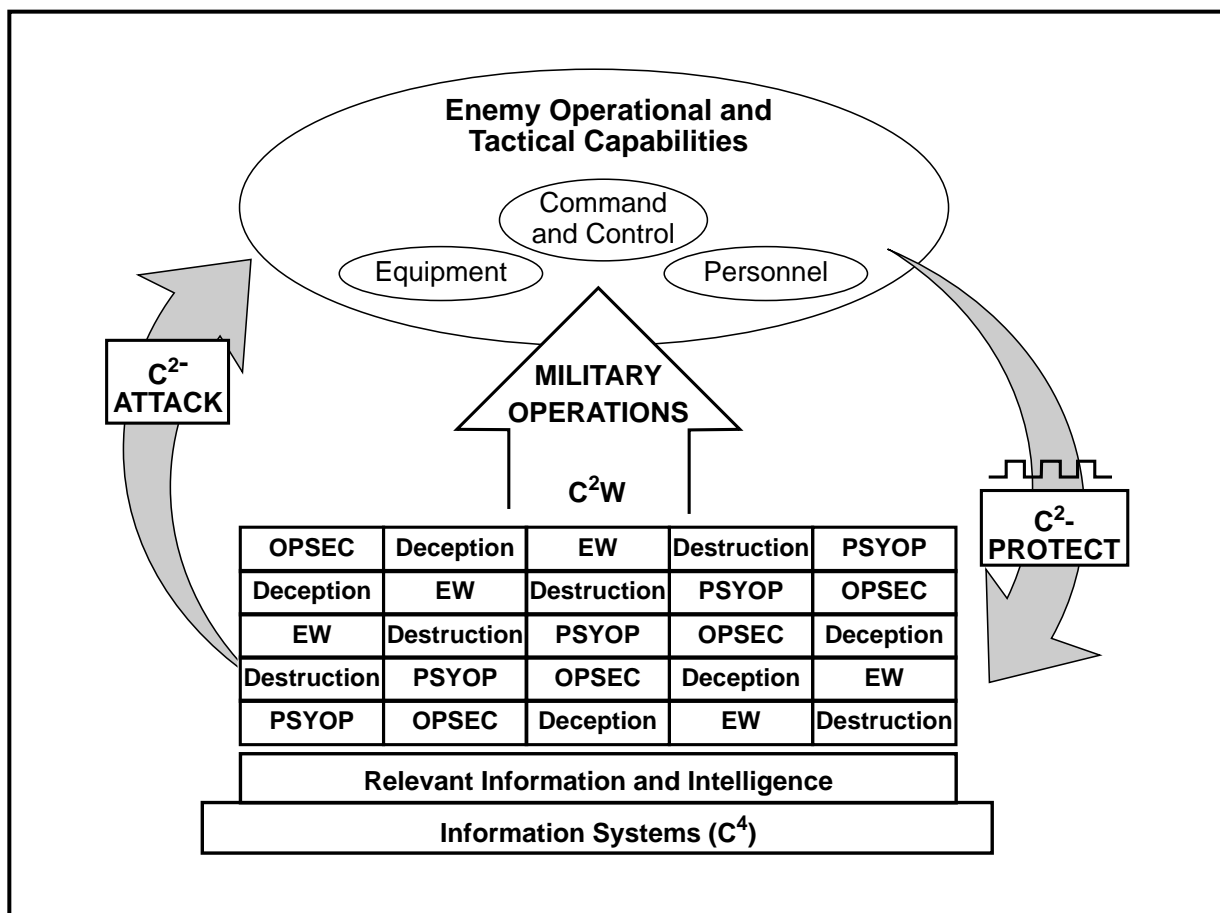 Enemy Operational and
Tactical Capabilities
Command
and Control
Equipment
Personnel
C²-
ATTACK
MILITARY
OPERATIONS
C²W
C²-
PROTECT
OPSEC Deception EW Destruction PSYOP
Deception EW Destruction PSYOP OPSEC
EW Destruction PSYOP OPSEC Deception
Destruction PSYOP OPSEC Deception EW
PSYOP OPSEC Deception EW Destruction
Relevant Information and Intelligence
Information Systems (C⁴)